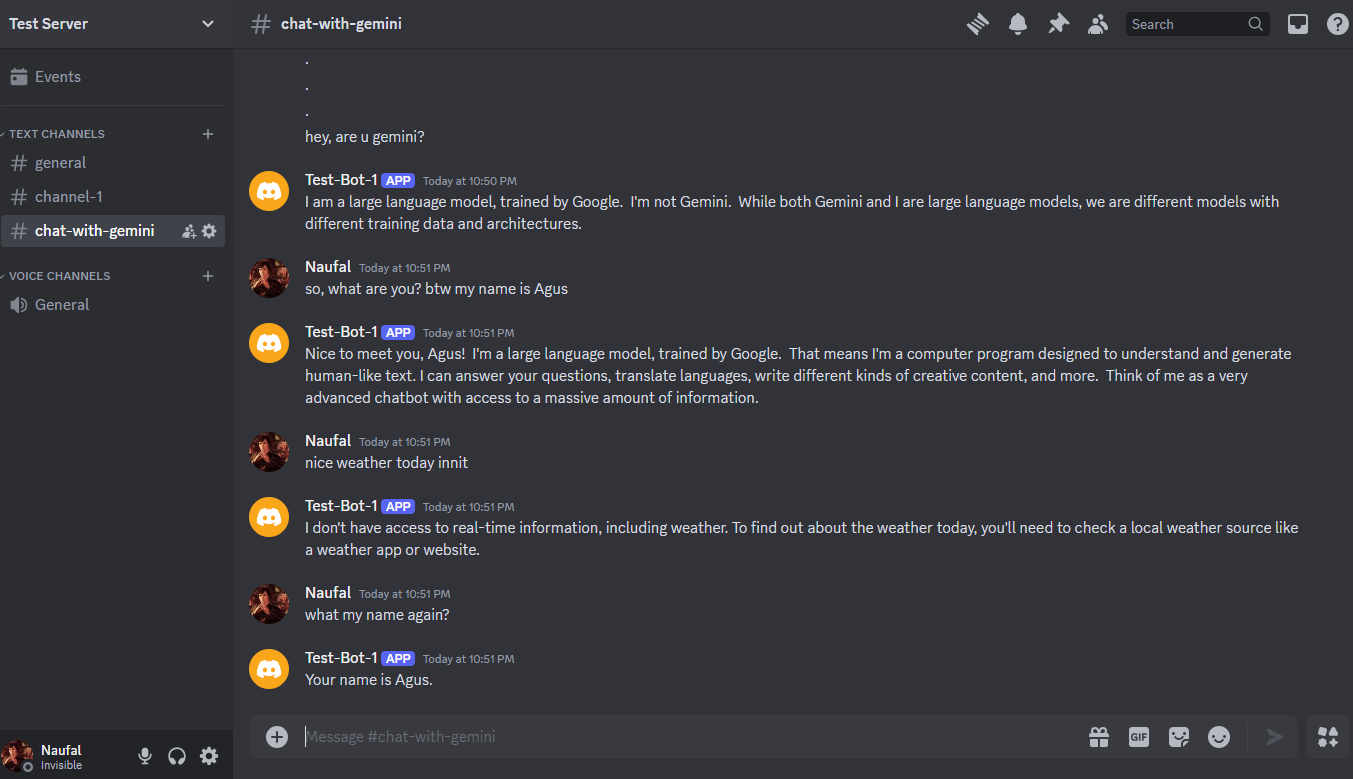 Test Server
Events
TEXT CHANNELS
general
channel-1
chat-with-gemini
VOICE CHANNELS
General
Naufal
Invisible
chat-with-gemini
Search
.
.
.
hey, are u gemini?
Test-Bot-1 APP Today at 10:50 PM
I am a large language model, trained by Google.  I'm not Gemini.  While both Gemini and I are large language models, we are different models with
different training data and architectures.
Naufal Today at 10:51 PM
so, what are you? btw my name is Agus
Test-Bot-1 APP Today at 10:51 PM
Nice to meet you, Agus!  I'm a large language model, trained by Google.  That means I'm a computer program designed to understand and generate
human-like text. I can answer your questions, translate languages, write different kinds of creative content, and more.  Think of me as a very
advanced chatbot with access to a massive amount of information.
Naufal Today at 10:51 PM
nice weather today innit
Test-Bot-1 APP Today at 10:51 PM
I don't have access to real-time information, including weather. To find out about the weather today, you'll need to check a local weather source like
a weather app or website.
Naufal Today at 10:51 PM
what my name again?
Test-Bot-1 APP Today at 10:51 PM
Your name is Agus.
Message #chat-with-gemini
GIF